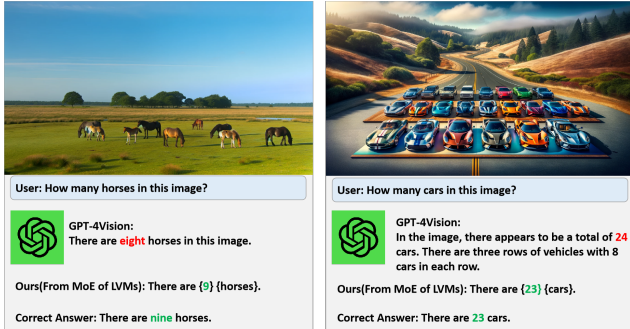 User: How many horses in this image?
GPT-4Vision:
There are eight horses in this image.
Ours(From MoE of LVMs): There are {9} {horses}.
Correct Answer: There are nine horses.
User: How many cars in this image?
GPT-4Vision:
In the image, there appears to be a total of 24
cars. There are three rows of vehicles with 8
cars in each row.
Ours(From MoE of LVMs): There are {23} {cars}.
Correct Answer: There are 23 cars.